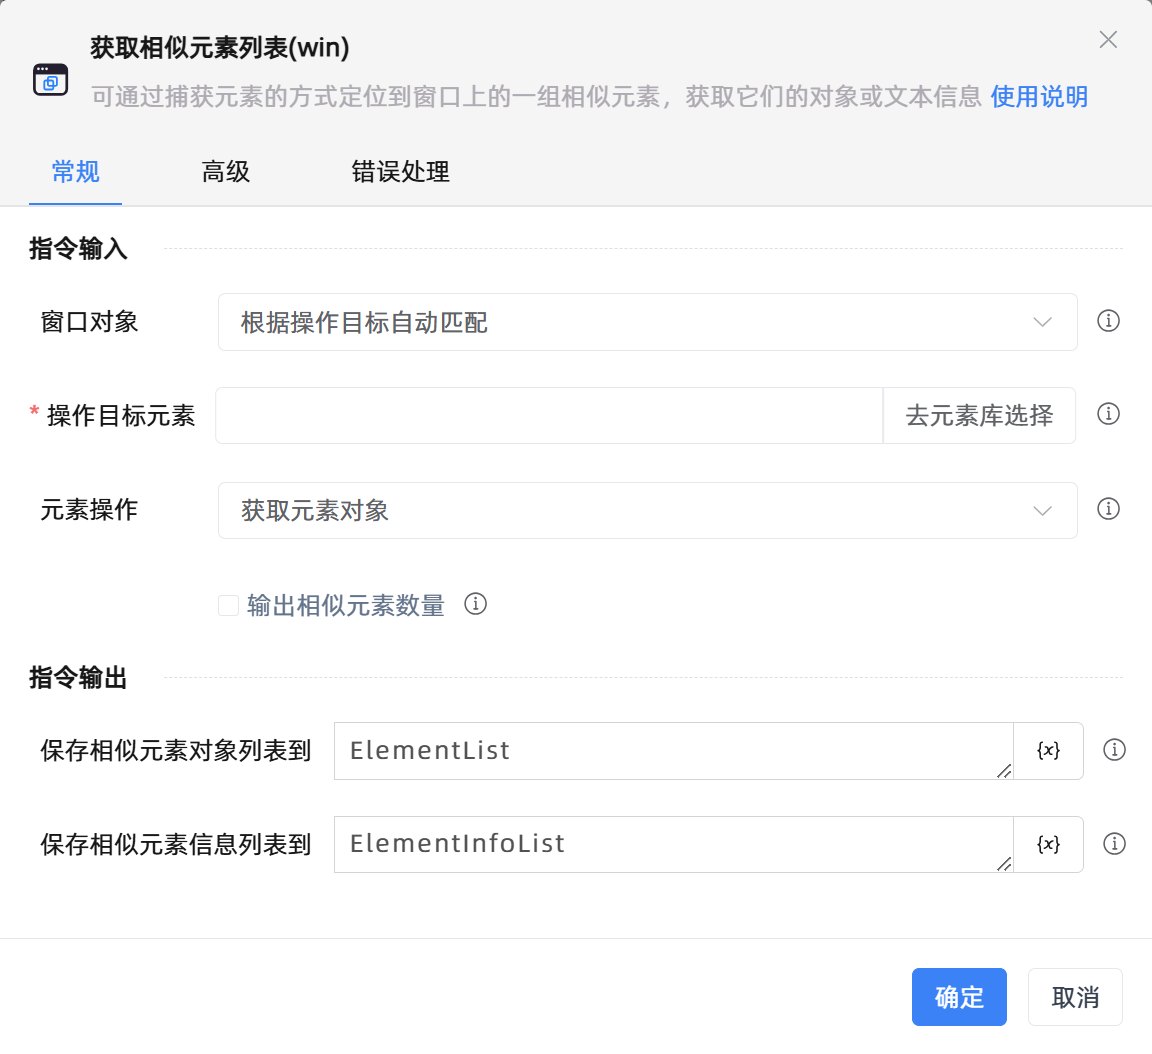 获取相似元素列表(win)
可通过捕获元素的方式定位到窗口上的一组相似元素，获取它们的对象或文本信息 使用说明
常规 高级 错误处理
指令输入
窗口对象 根据操作目标自动匹配
* 操作目标元素 去元素库选择
元素操作 获取元素对象
输出相似元素数量
指令输出
保存相似元素对象列表到 ElementList {x}
保存相似元素信息列表到 ElementInfoList {x}
确定 取消